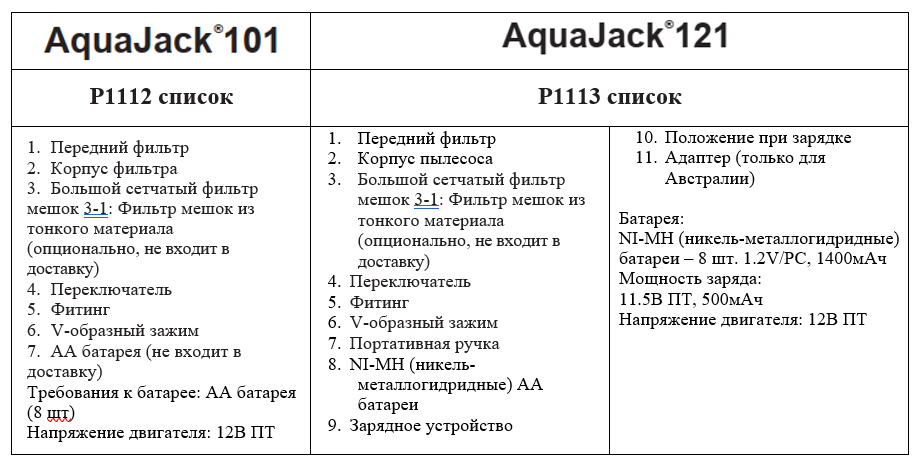 AquaJack®101
AquaJack®121
P1112 список
P1113 список
1. Передний фильтр
2. Корпус фильтра
3. Большой сетчатый фильтр
мешок 3-1: Фильтр мешок из
тонкого материала
(опционально, не входит в
доставку)
4. Переключатель
5. Фитинг
6. V-образный зажим
7. АА батарея (не входит в
доставку)
Требования к батарее: АА батарея
(8 шт)
Напряжение двигателя: 12В ПТ
1. Передний фильтр
2. Корпус пылесоса
3. Большой сетчатый фильтр
мешок 3-1: Фильтр мешок из
тонкого материала
(опционально, не входит в
доставку)
4. Переключатель
5. Фитинг
6. V-образный зажим
7. Портативная ручка
8. NI-MH (никель-
металлогидридные) АА
батареи
9. Зарядное устройство
10. Положение при зарядке
11. Адаптер (только для
Австралии)
Батарея:
NI-MH (никель-металлогидридные)
батареи – 8 шт. 1.2V/PC, 1400мАч
Мощность заряда:
11.5В ПТ, 500мАч
Напряжение двигателя: 12В ПТ